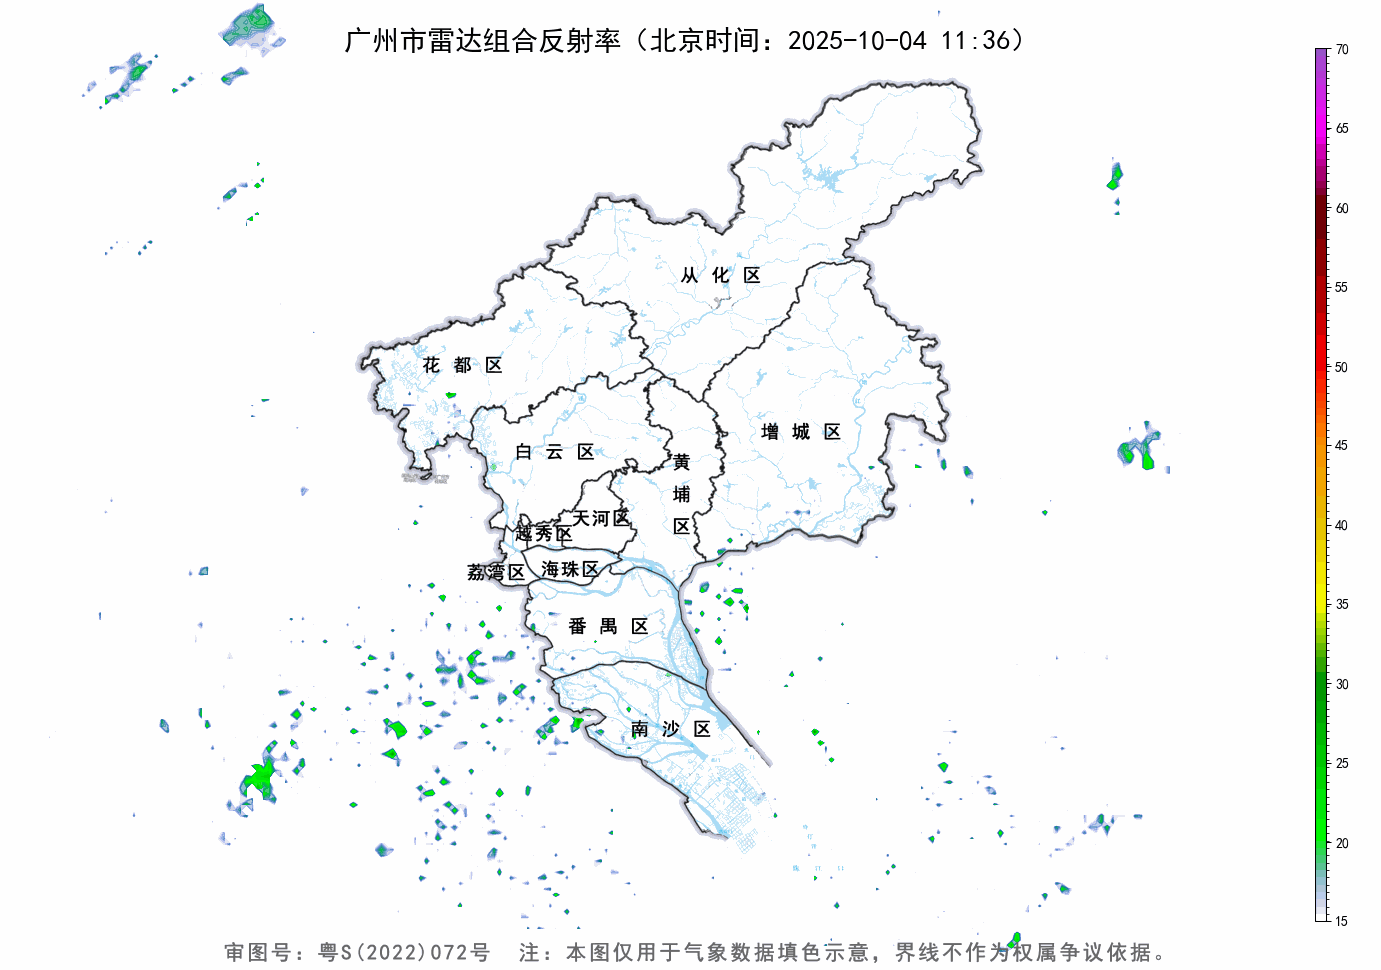 广州市雷达组合反射率（北京时间：2025-10-04 11:36）
70
65
60
55
50
45
40
35
30
25
20
15
从化区
花都区
增城区
白云区
黄埔区
天河区
越秀区
荔湾区
海珠区
番禺区
南沙区
审图号：粤S(2022)072号 注：本图仅用于气象数据填色示意，界线不作为权属争议依据。